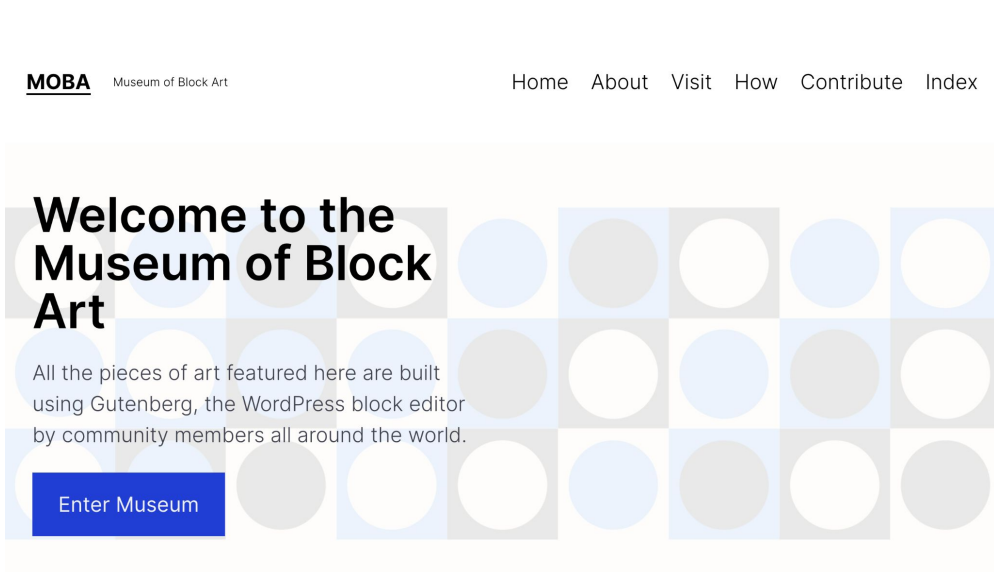 MOBA
Museum of Block Art
Home About Visit How Contribute Index
Welcome to the
Museum of Block
Art
All the pieces of art featured here are built
using Gutenberg, the WordPress block editor
by community members all around the world.
Enter Museum